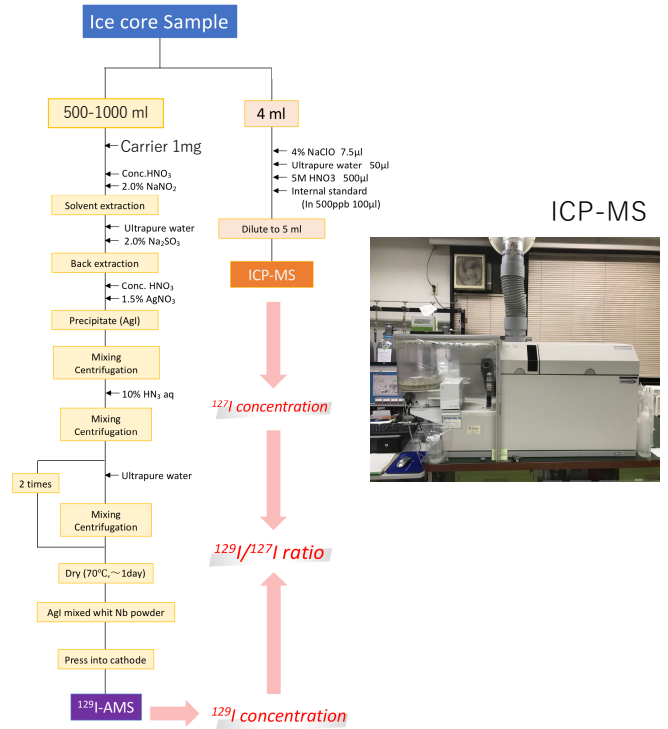 Ice core Sample
500-1000 ml
Carrier 1mg
Conc.HNO₃
2.0% NaNO₂
Solvent extraction
Ultrapure water
2.0% Na₂SO₃
Back extraction
Conc. HNO₃
1.5% AgNO₃
Precipitate (AgI)
Mixing
Centrifugation
10% HN₃ aq
Mixing
Centrifugation
2 times
Ultrapure water
Mixing
Centrifugation
Dry (70℃,～1day)
AgI mixed whit Nb powder
Press into cathode
¹²⁹I-AMS
4 ml
4% NaClO 7.5μl
Ultrapure water 50μl
5M HNO3 500μl
Internal standard
(In 500ppb 100μl)
Dilute to 5 ml
ICP-MS
¹²⁷I concentration
¹²⁹I/¹²⁷I ratio
¹²⁹I concentration
ICP-MS